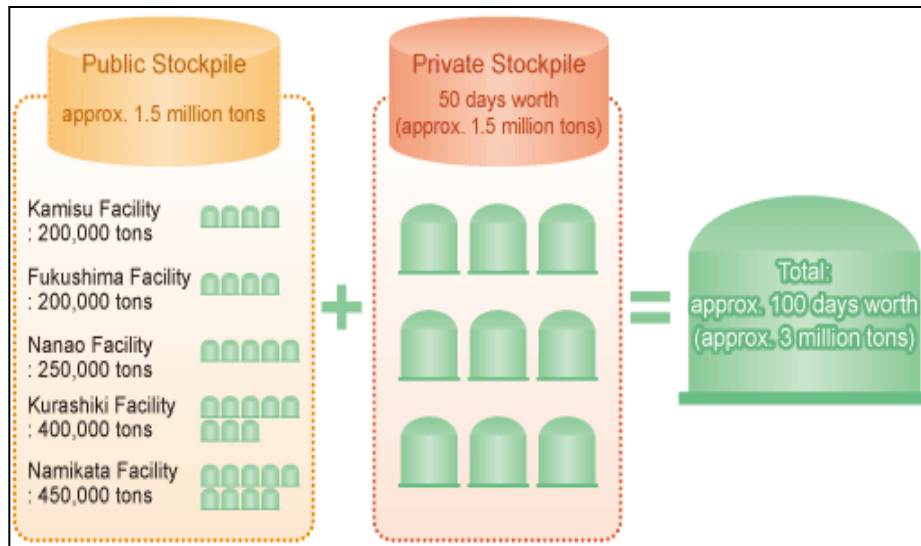 Public Stockpile
approx. 1.5 million tons
Kamisu Facility
: 200,000 tons
Fukushima Facility
: 200,000 tons
Nanao Facility
: 250,000 tons
Kurashiki Facility
: 400,000 tons
Namikata Facility
: 450,000 tons
+
Private Stockpile
50 days worth
(approx. 1.5 million tons)
=
Total:
approx. 100 days worth
(approx. 3 million tons)